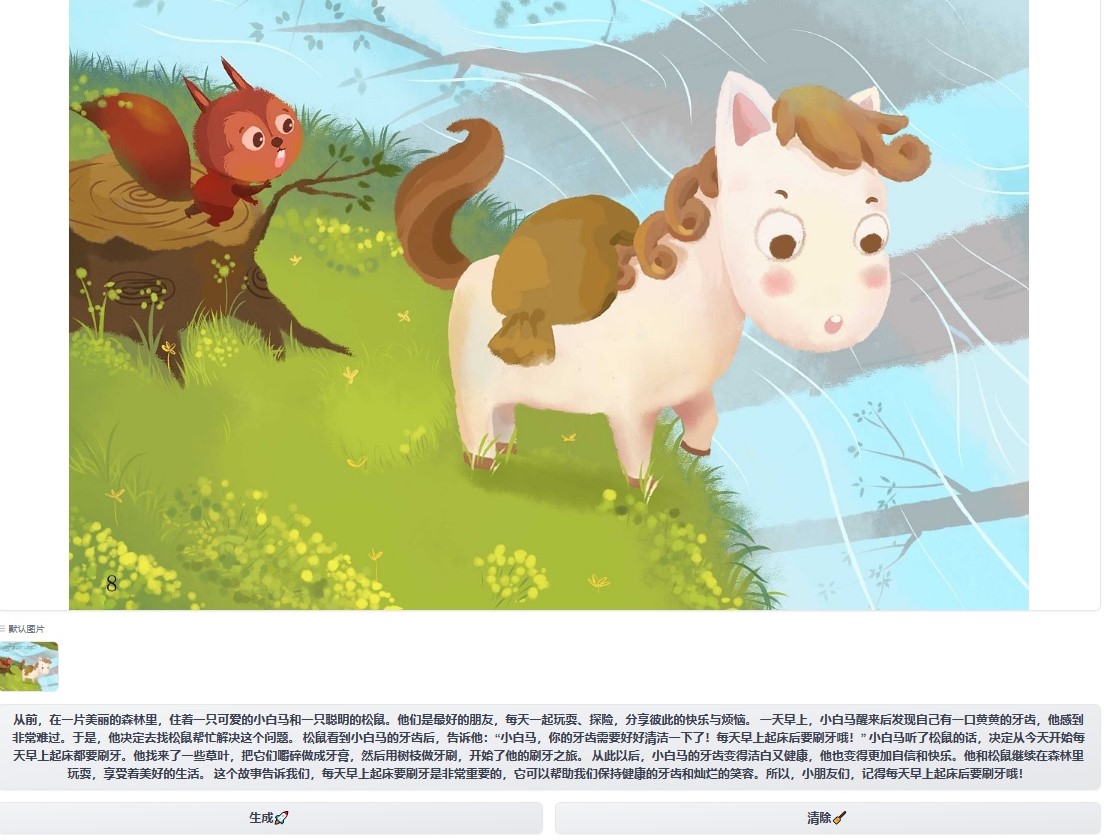 8
默认图片
从前，在一片美丽的森林里，住着一只可爱的小白马和一只聪明的松鼠。他们是最好的朋友，每天一起玩耍、探险，分享彼此的快乐与烦恼。 一天早上，小白马醒来后发现自己有一口黄黄的牙齿，他感到
非常难过。于是，他决定去找松鼠帮忙解决这个问题。 松鼠看到小白马的牙齿后，告诉他：“小白马，你的牙齿需要好好清洁一下了！每天早上起床后要刷牙哦！” 小白马听了松鼠的话，决定从今天开始每
天早上起床都要刷牙。他找来了一些草叶，把它们嚼碎做成牙膏，然后用树枝做牙刷，开始了他的刷牙之旅。 从此以后，小白马的牙齿变得洁白又健康，他也变得更加自信和快乐。他和松鼠继续在森林里
玩耍，享受着美好的生活。 这个故事告诉我们，每天早上起床要刷牙是非常重要的，它可以帮助我们保持健康的牙齿和灿烂的笑容。所以，小朋友们，记得每天早上起床后要刷牙哦！
生成🚀
清除🧹